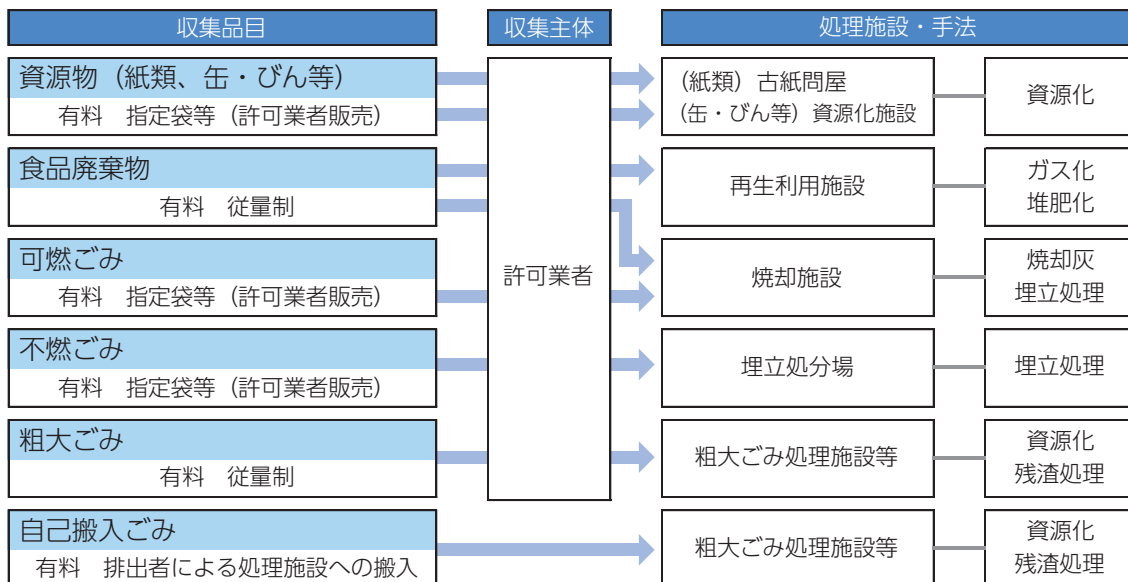 収集品目
収集主体
処理施設・手法
資源物（紙類、缶・びん等）
有料　指定袋等（許可業者販売）
食品廃棄物
有料　従量制
可燃ごみ
有料　指定袋等（許可業者販売）
不燃ごみ
有料　指定袋等（許可業者販売）
粗大ごみ
有料　従量制
自己搬入ごみ
有料　排出者による処理施設への搬入
許可業者
（紙類）古紙問屋
（缶・びん等）資源化施設
資源化
再生利用施設
ガス化
堆肥化
焼却施設
焼却灰
埋立処理
埋立処分場
埋立処理
粗大ごみ処理施設等
資源化
残渣処理
粗大ごみ処理施設等
資源化
残渣処理